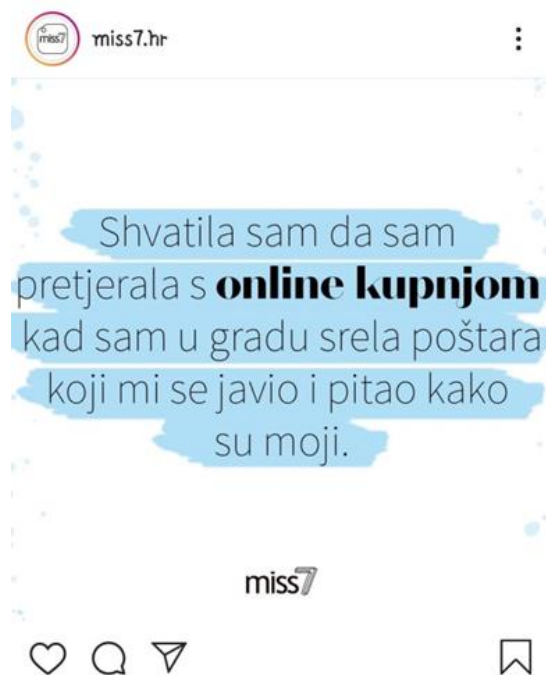 miss7
miss7.hr
Shvatila sam da sam
pretjerala s online kupnjom
kad sam u gradu srela poštara
koji mi se javio i pitao kako
su moji.
miss7